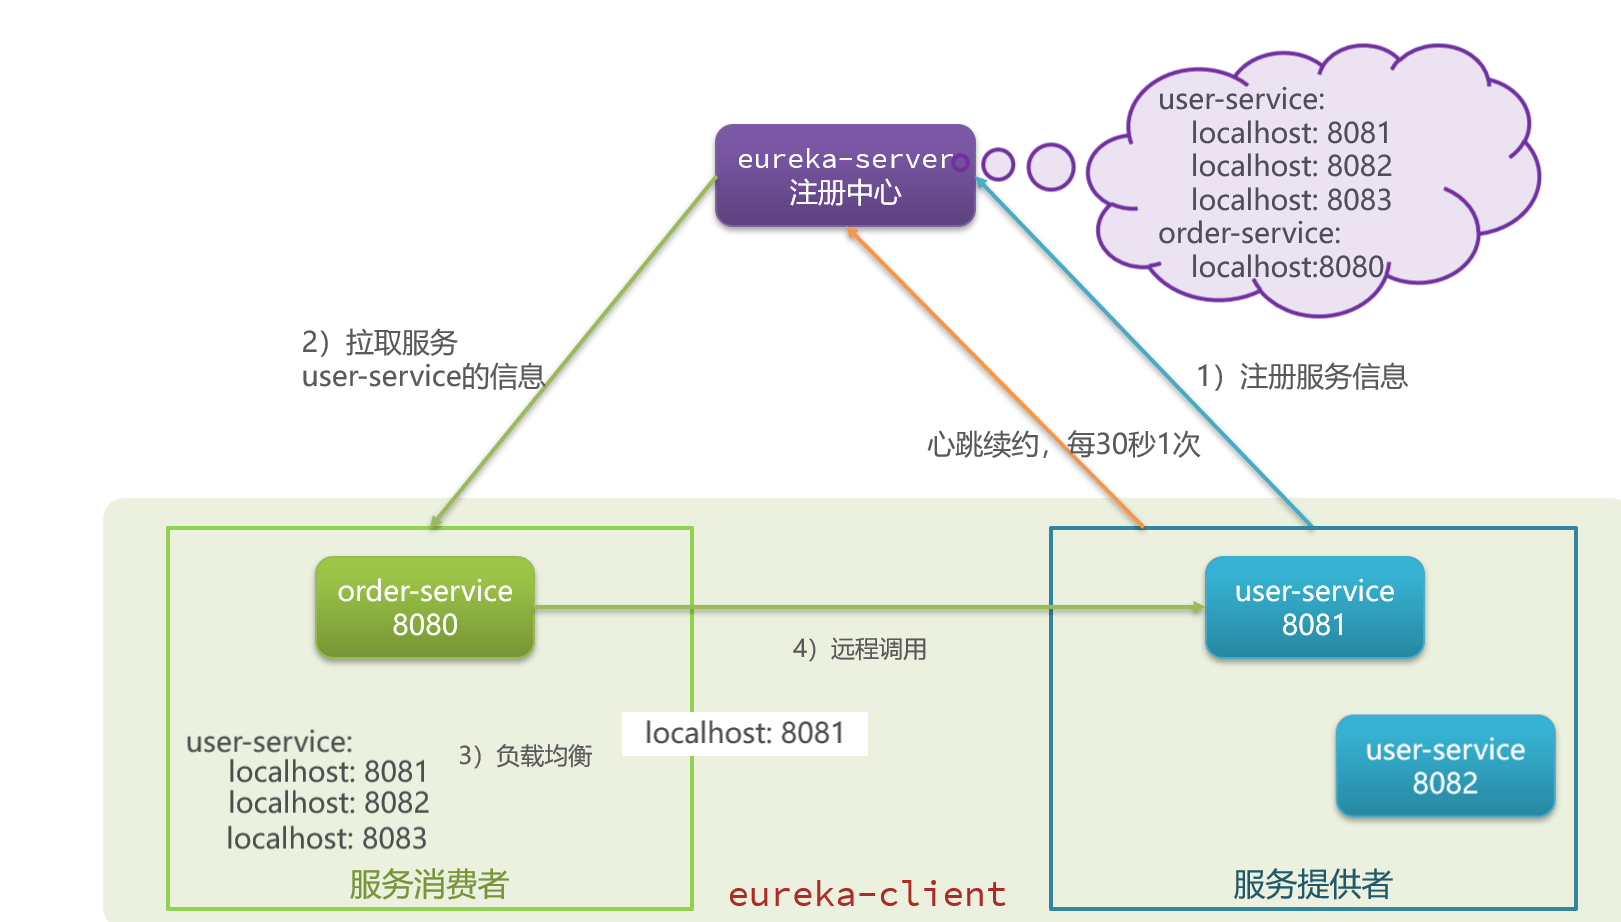 eureka-server
注册中心
user-service:
localhost: 8081
localhost: 8082
localhost: 8083
order-service:
localhost:8080
2）拉取服务
user-service的信息
1）注册服务信息
心跳续约，每30秒1次
order-service
8080
4）远程调用
user-service
8081
localhost: 8081
user-service:
localhost: 8081
localhost: 8082
localhost: 8083
3）负载均衡
user-service
8082
服务消费者
eureka-client
服务提供者